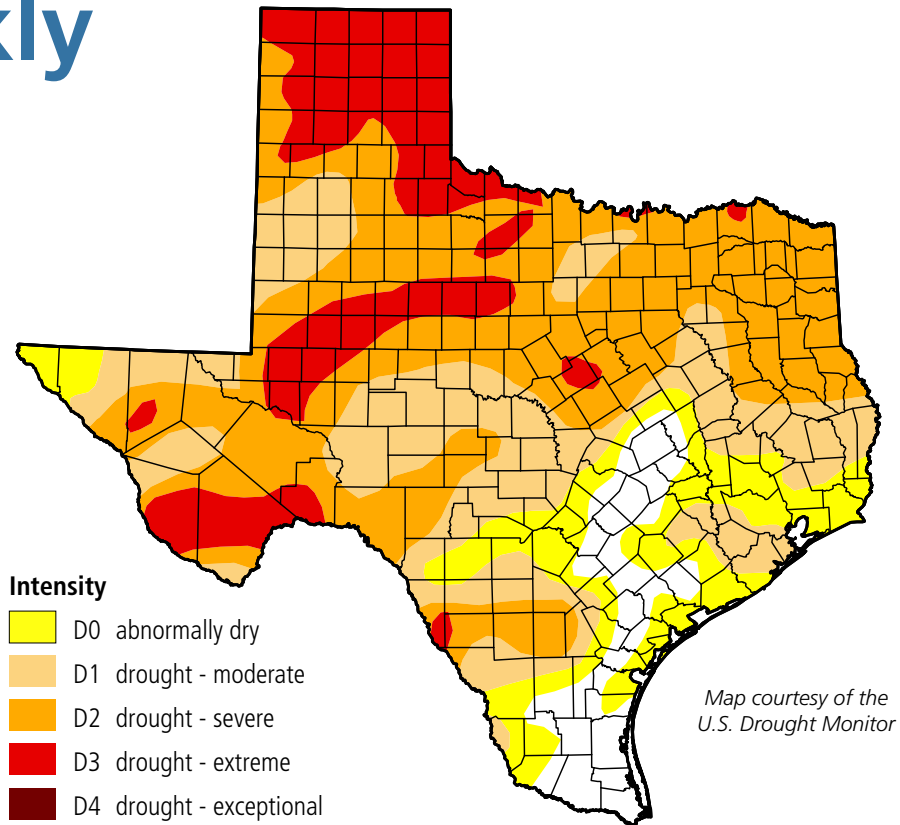 kly
Intensity
D0 abnormally dry
D1 drought - moderate
D2 drought - severe
D3 drought - extreme
D4 drought - exceptional
Map courtesy of the
U.S. Drought Monitor